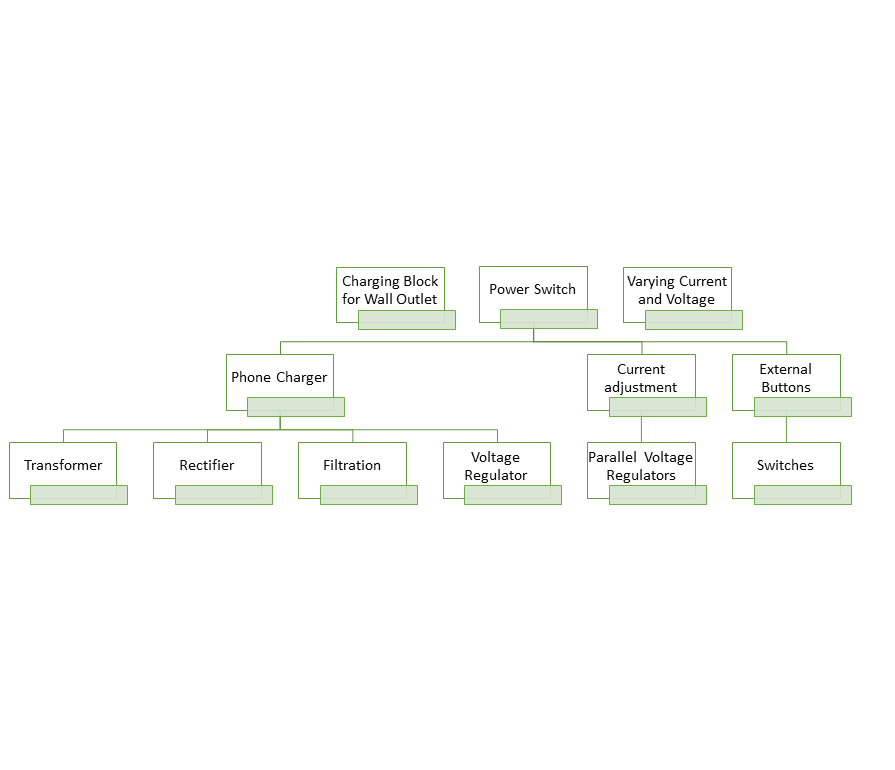 Charging Block
for Wall Outlet
Power Switch
Varying Current
and Voltage
Phone Charger
Current
adjustment
External
Buttons
Transformer
Rectifier
Filtration
Voltage
Regulator
Parallel Voltage
Regulators
Switches